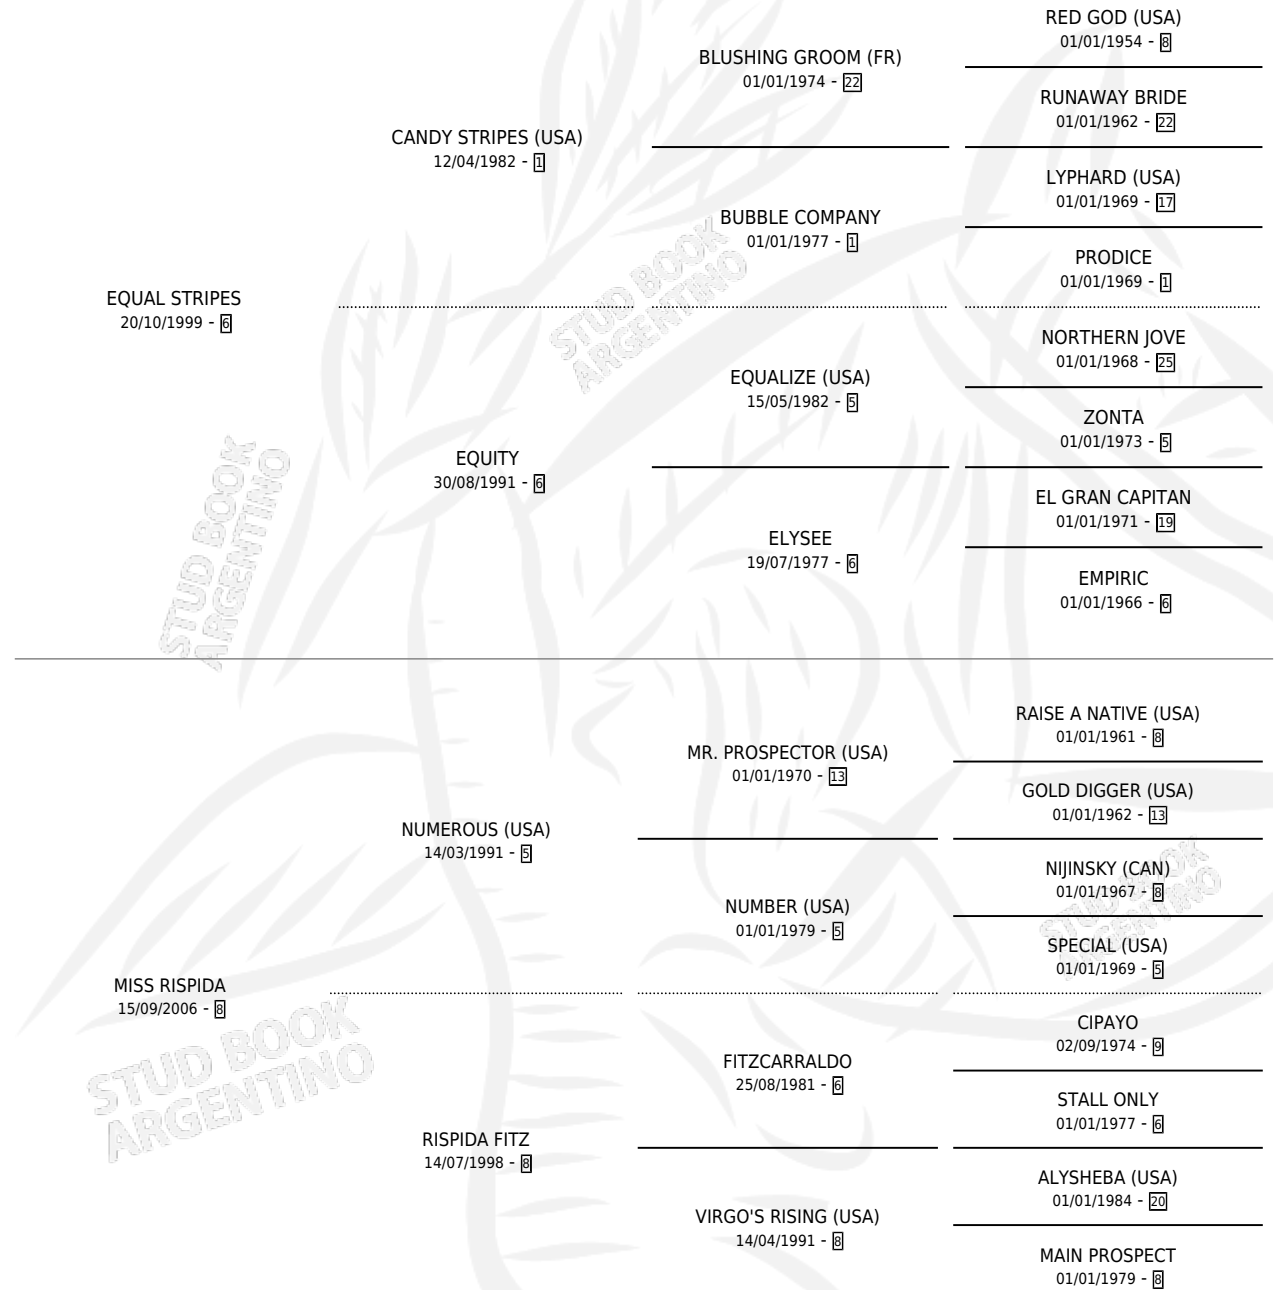 RED GOD (USA)
01/01/1954 - 8
BLUSHING GROOM (FR)
01/01/1974 - 22
RUNAWAY BRIDE
01/01/1962 - 22
CANDY STRIPES (USA)
12/04/1982 - 1
LYPHARD (USA)
01/01/1969 - 17
BUBBLE COMPANY
01/01/1977 - 1
PRODICE
01/01/1969 - 1
EQUAL STRIPES
20/10/1999 - 6
NORTHERN JOVE
01/01/1968 - 25
EQUALIZE (USA)
15/05/1982 - 5
ZONTA
01/01/1973 - 5
EQUITY
30/08/1991 - 6
EL GRAN CAPITAN
01/01/1971 - 19
ELYSEE
19/07/1977 - 6
EMPIRIC
01/01/1966 - 6
STUD BOOK
ARGENTINO
STUD BOOK
ARGENTINO
RAISE A NATIVE (USA)
01/01/1961 - 8
MR. PROSPECTOR (USA)
01/01/1970 - 13
GOLD DIGGER (USA)
01/01/1962 - 13
NUMEROUS (USA)
14/03/1991 - 5
NIJINSKY (CAN)
01/01/1967 - 8
NUMBER (USA)
01/01/1979 - 5
SPECIAL (USA)
01/01/1969 - 5
MISS RISPIDA
15/09/2006 - 8
CIPAYO
02/09/1974 - 9
FITZCARRALDO
25/08/1981 - 6
STALL ONLY
01/01/1977 - 6
RISPIDA FITZ
14/07/1998 - 8
ALYSHEBA (USA)
01/01/1984 - 20
VIRGO'S RISING (USA)
14/04/1991 - 8
MAIN PROSPECT
01/01/1979 - 8
STUD BOOK
ARGENTINO
STUD BOOK
ARGENTINO